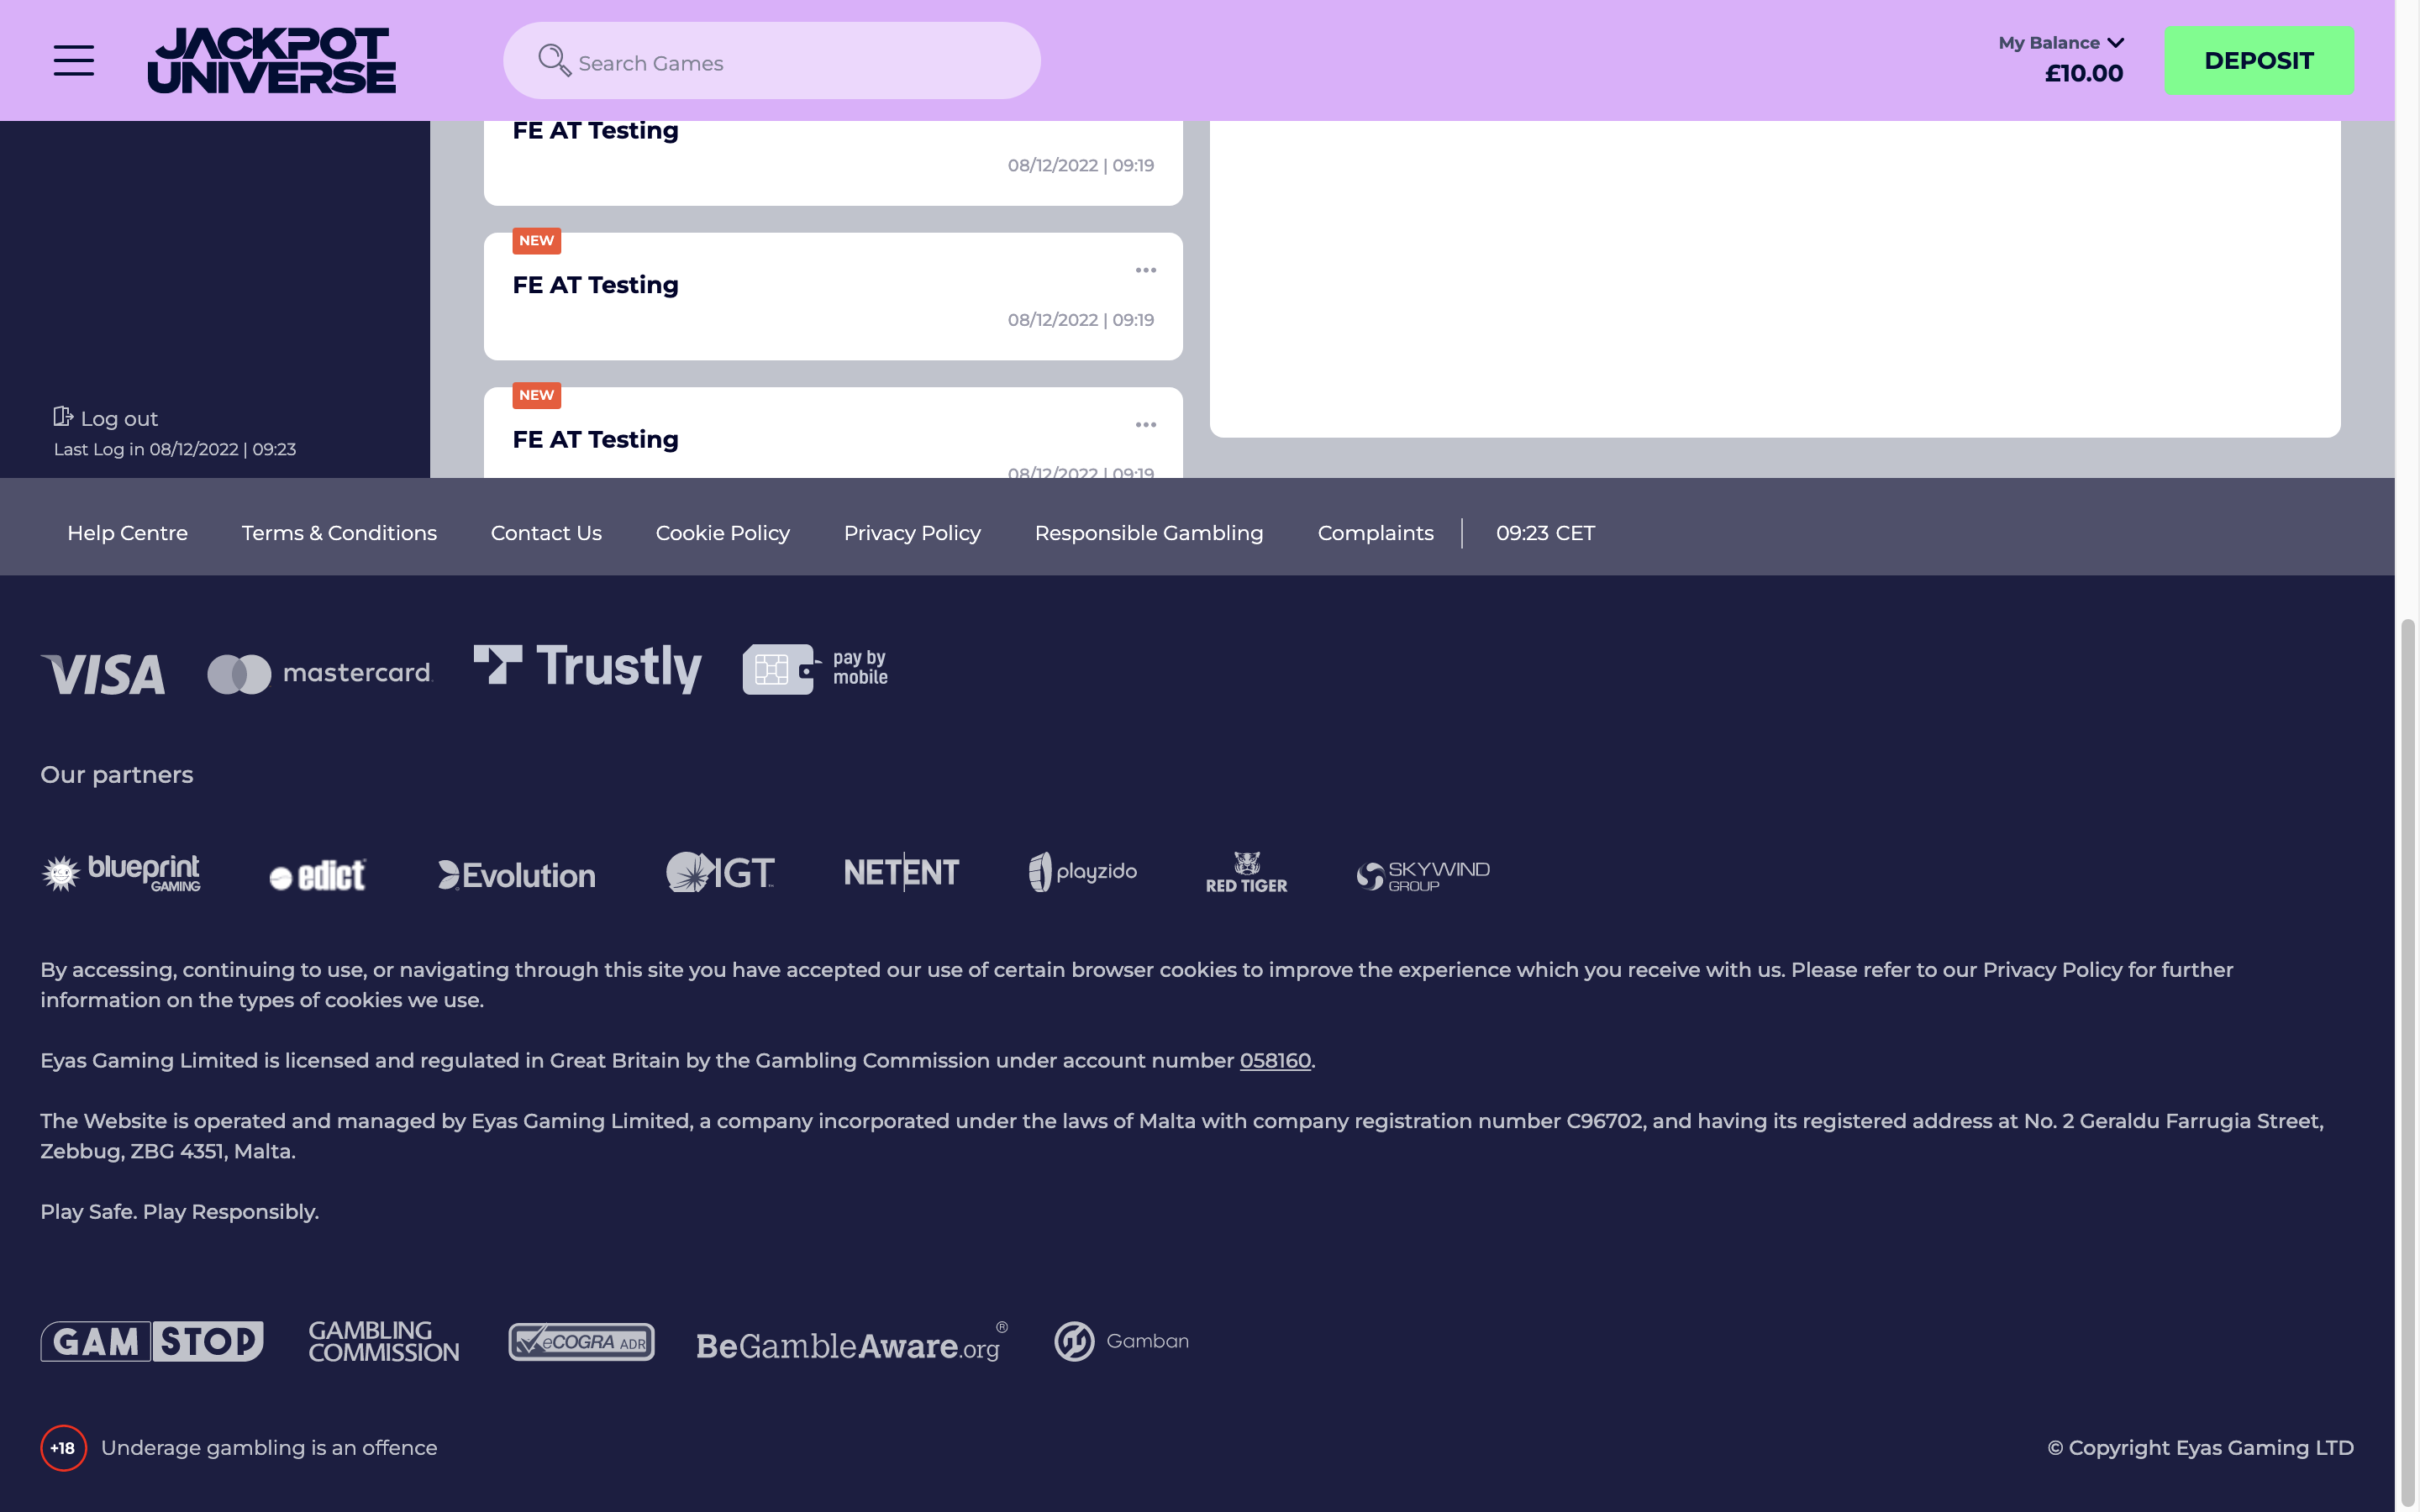 JACKPOT
UNIVERSE
Search Games
My Balance
£10.00
DEPOSIT
FE AT Testing
08/12/2022 | 09:19
NEW
FE AT Testing
08/12/2022 | 09:19
NEW
FE AT Testing
08/12/2022 | 09:19
Log out
Last Log in 08/12/2022 | 09:23
Help Centre
Terms & Conditions
Contact Us
Cookie Policy
Privacy Policy
Responsible Gambling
Complaints
09:23 CET
VISA
mastercard
Trustly
pay by
mobile
Our partners
blueprint
GAMING
edict
Evolution
IGT
NETENT
playzido
RED TIGER
SKYWIND
GROUP
By accessing, continuing to use, or navigating through this site you have accepted our use of certain browser cookies to improve the experience which you receive with us. Please refer to our Privacy Policy for further
information on the types of cookies we use.
Eyas Gaming Limited is licensed and regulated in Great Britain by the Gambling Commission under account number 058160.
The Website is operated and managed by Eyas Gaming Limited, a company incorporated under the laws of Malta with company registration number C96702, and having its registered address at No. 2 Geraldu Farrugia Street,
Zebbug, ZBG 4351, Malta.
Play Safe. Play Responsibly.
GAMSTOP
GAMBLING
COMMISSION
eCOGRA ADR
BeGambleAware.org®
Gamban
+18
Underage gambling is an offence
© Copyright Eyas Gaming LTD